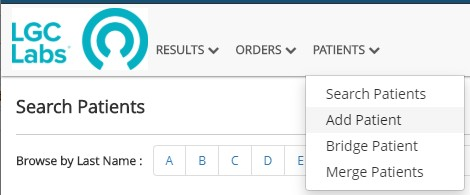 LGC
Labs
RESULTS ORDERS PATIENTS
Search Patients
Add Patient
Bridge Patient
Merge Patients
Search Patients
Browse by Last Name : A B C D E